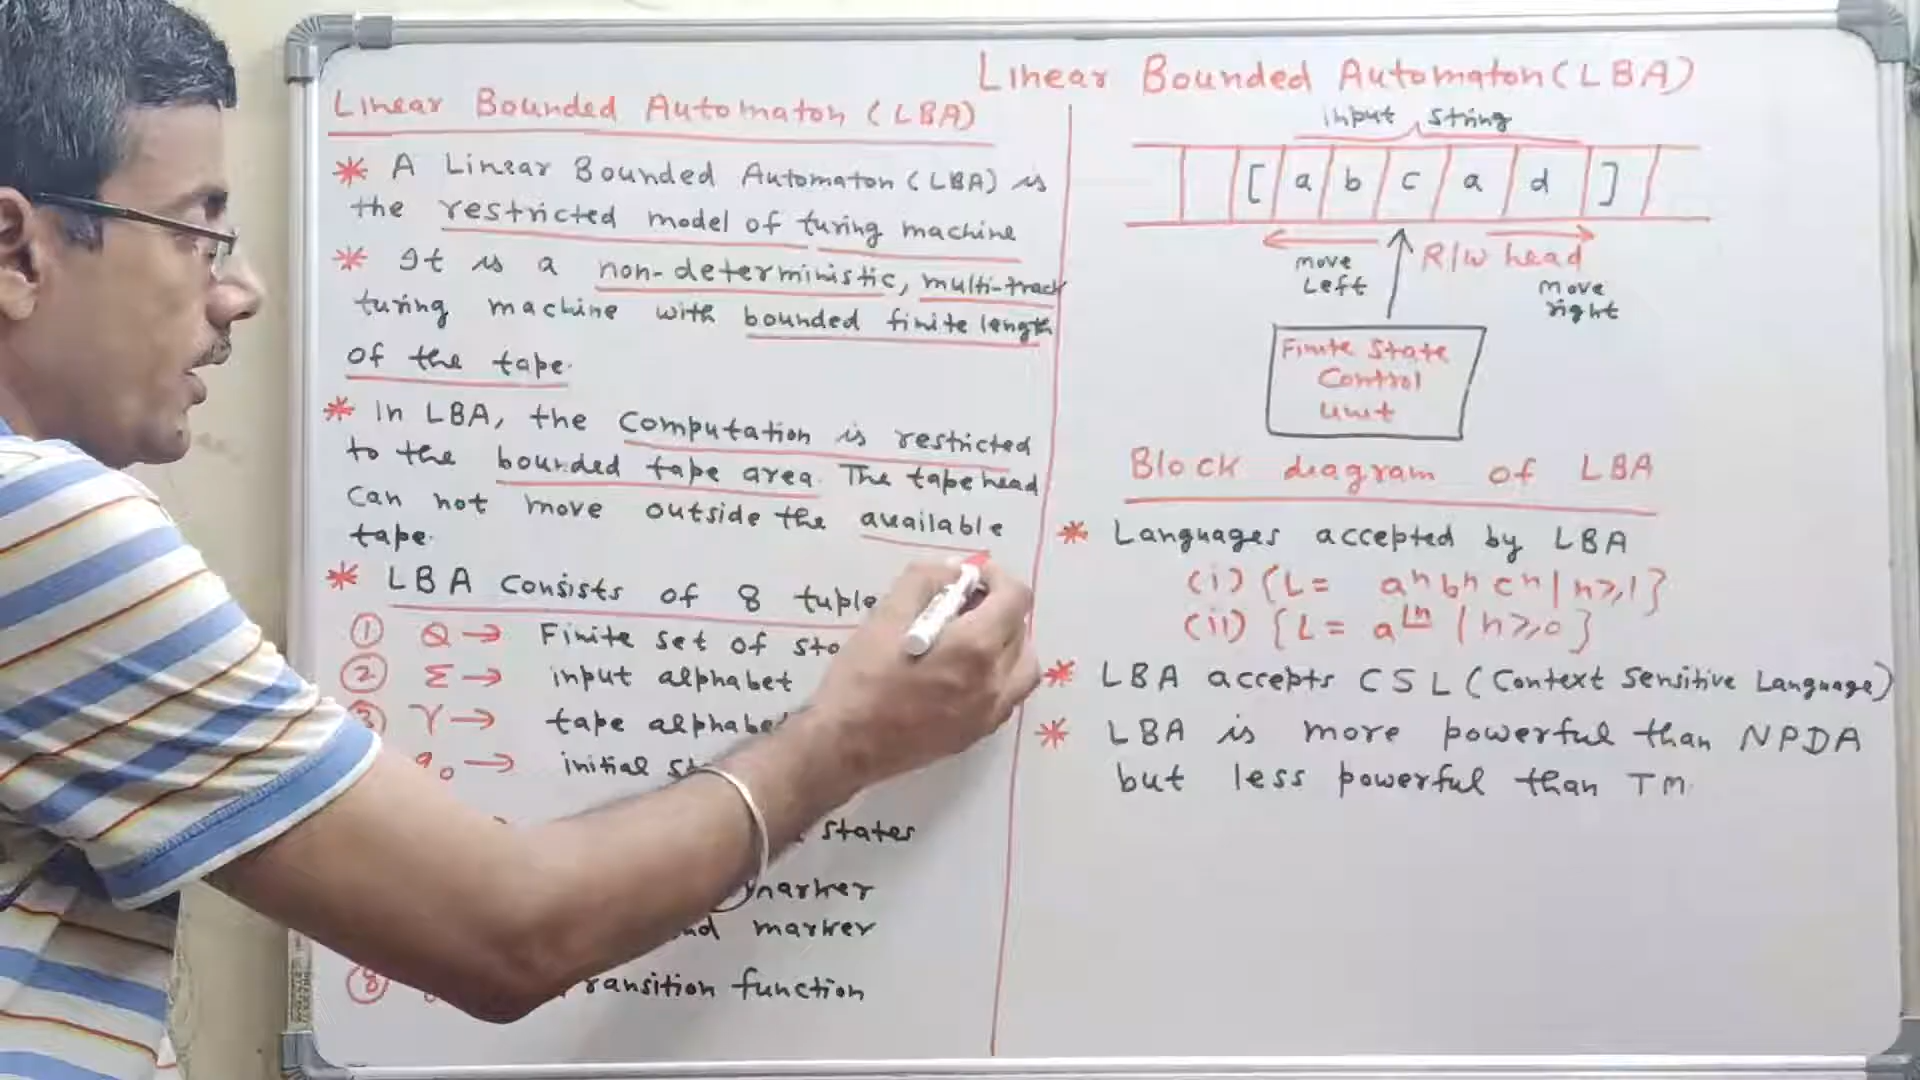 Linear Bounded Automaton (LBA)
Linear Bounded Automaton (LBA)
* A Linear Bounded Automaton (LBA) is
the restricted model of turing machine
* It is a non-deterministic, multi-track
turing machine with bounded finite length
of the tape.
* In LBA, the computation is restricted
to the bounded tape area. The tape head
can not move outside the available
tape.
* LBA consists of 8 tuple
① Q → Finite set of sta
② Σ → input alphabet
③ γ → tape alphabe
q₀ → initial st
states
marker
marker
⑧ ransition function
input string
[ a b c a d ]
move left
R/W head
move right
Finite State
Control
Unit
Block diagram of LBA
* Languages accepted by LBA
(i) {L = aⁿbⁿcⁿ | n≥1}
(ii) {L = a^⌊n | n≥0}
* LBA accepts CSL (Context Sensitive Language)
* LBA is more powerful than NPDA
but less powerful than TM.